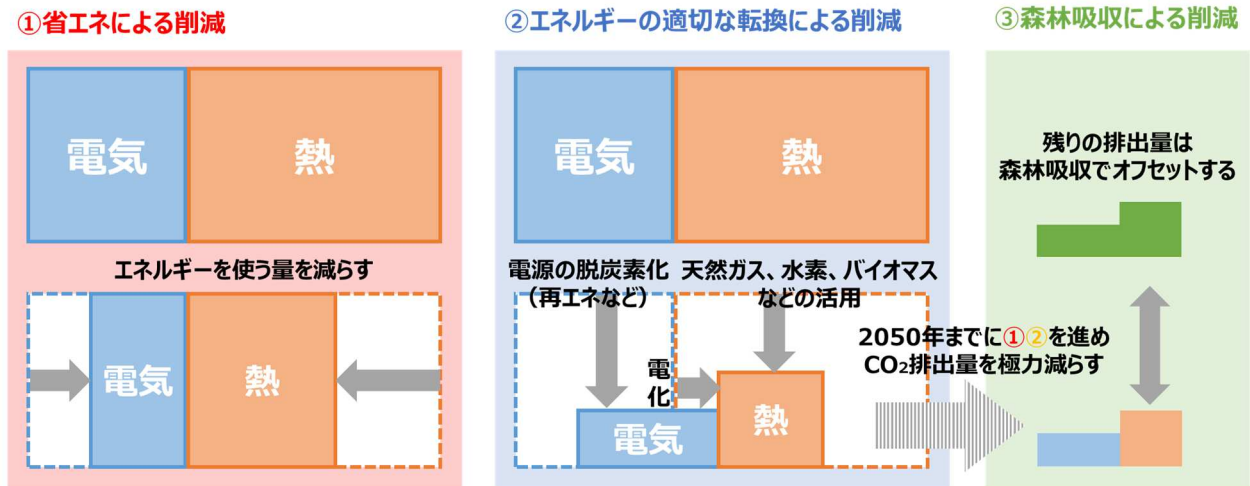 ①省エネによる削減
電気
熱
エネルギーを使う量を減らす
電気
熱
②エネルギーの適切な転換による削減
電気
熱
電源の脱炭素化
（再エネなど）
天然ガス、水素、バイオマス
などの活用
電化
電気
熱
2050年までに①②を進め
CO₂排出量を極力減らす
③森林吸収による削減
残りの排出量は
森林吸収でオフセットする